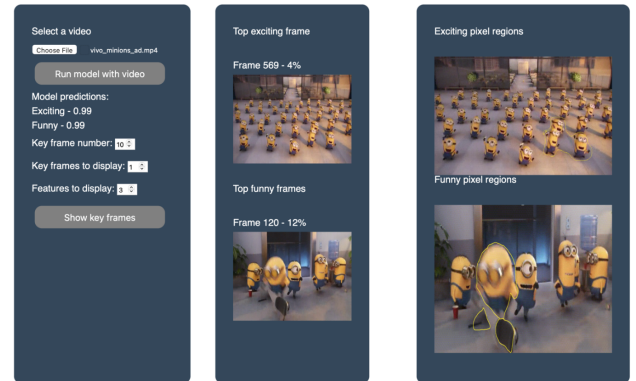 Select a video
Choose File vivo_minions_ad.mp4
Run model with video
Model predictions:
Exciting - 0.99
Funny - 0.99
Key frame number: 10
Key frames to display: 1
Features to display: 3
Show key frames
Top exciting frame
Frame 569 - 4%
Top funny frames
Frame 120 - 12%
Exciting pixel regions
Funny pixel regions